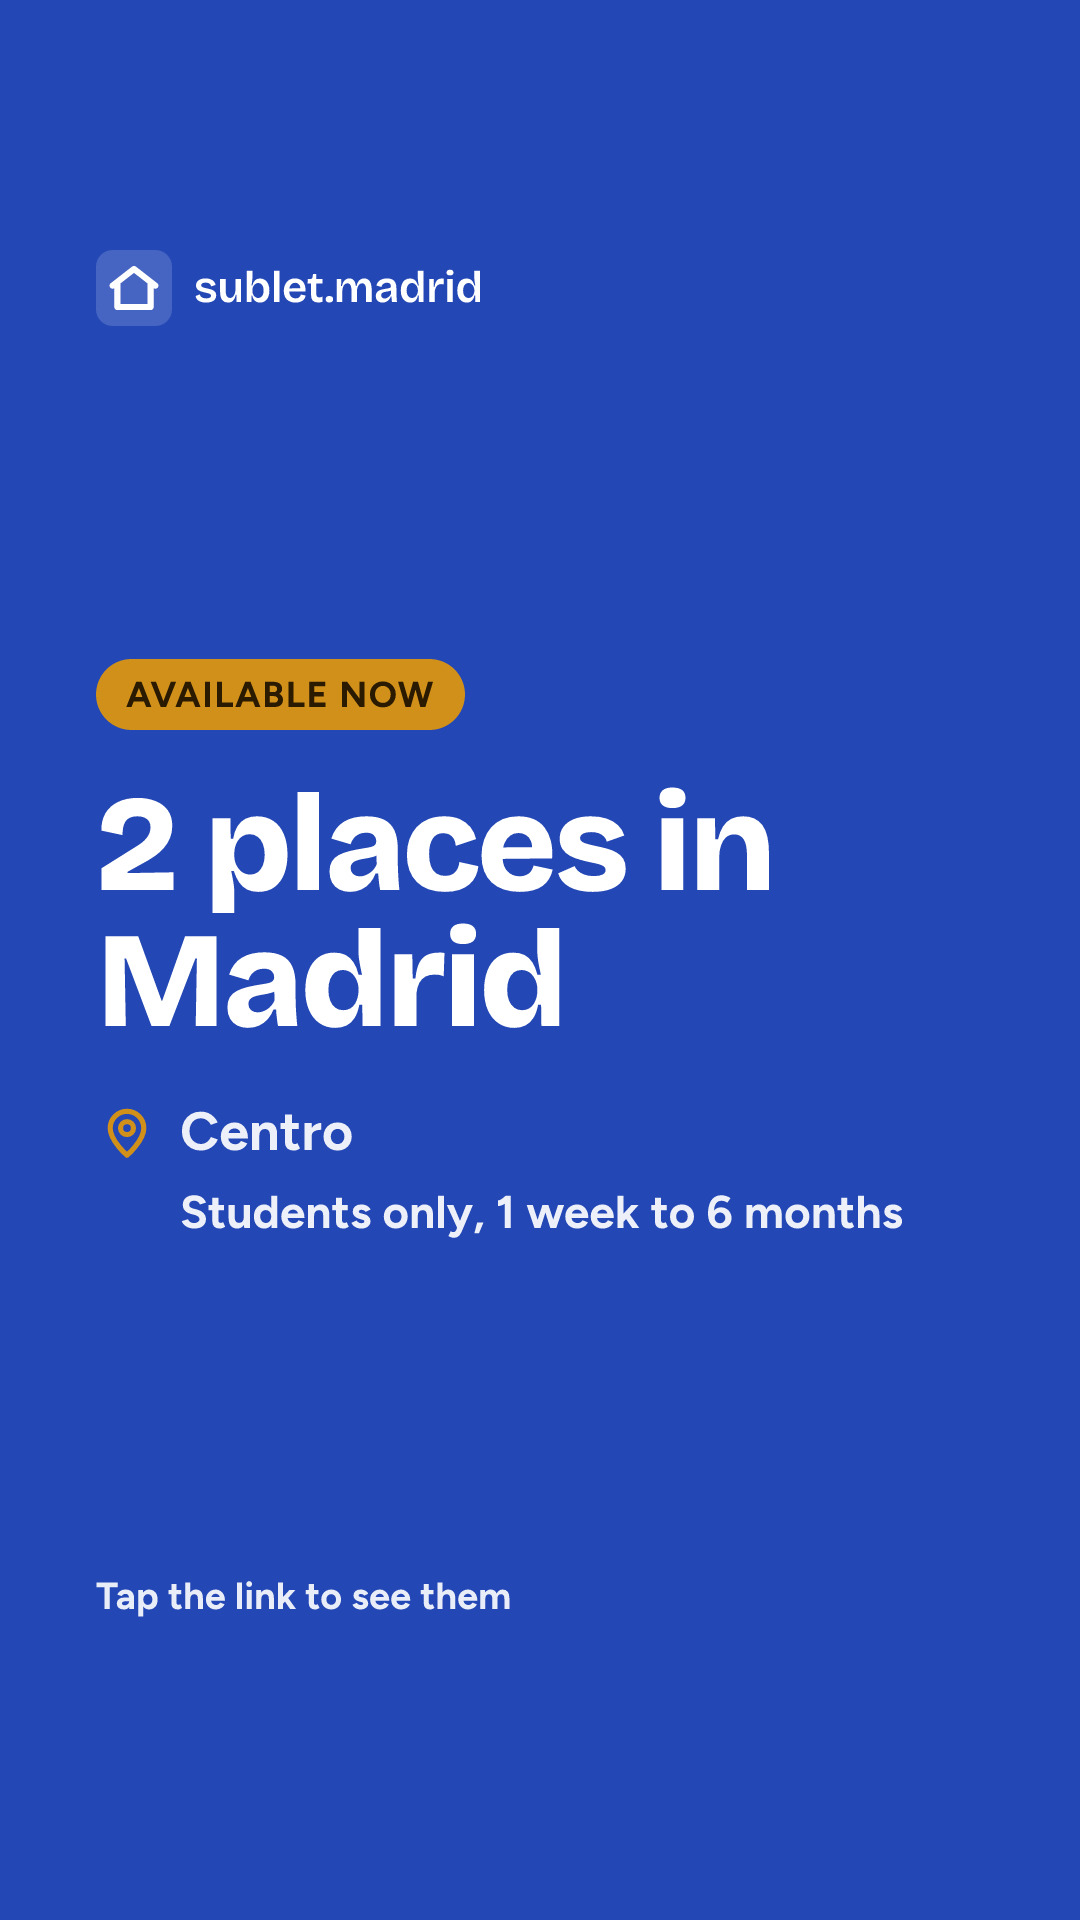 sublet.madrid
AVAILABLE NOW
2 places in
Madrid
Centro
Students only, 1 week to 6 months
Tap the link to see them